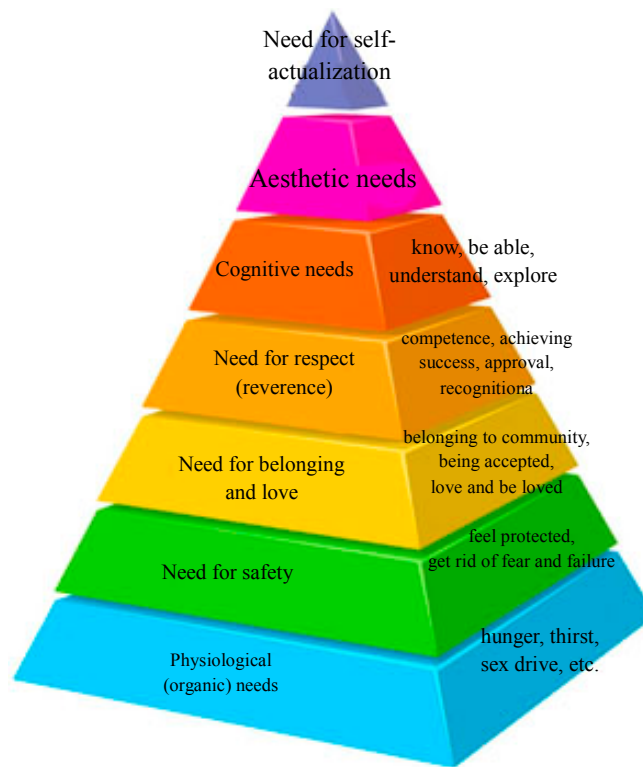 Need for self-
actualization
Aesthetic needs
Cognitive needs
know, be able,
understand, explore
Need for respect
(reverence)
competence, achieving
success, approval,
recognitiona
Need for belonging
and love
belonging to community,
being accepted,
love and be loved
Need for safety
feel protected,
get rid of fear and failure
Physiological
(organic) needs
hunger, thirst,
sex drive, etc.